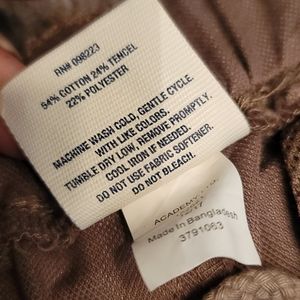 RN# 098223
54% COTTON 24% TENCEL
22% POLYESTER
MACHINE WASH COLD, GENTLE CYCLE.
WITH LIKE COLORS.
TUMBLE DRY LOW, REMOVE PROMPTLY.
COOL IRON IF NEEDED.
DO NOT USE FABRIC SOFTENER.
DO NOT BLEACH.
ACADEMY
Made in Bangladesh
3791063